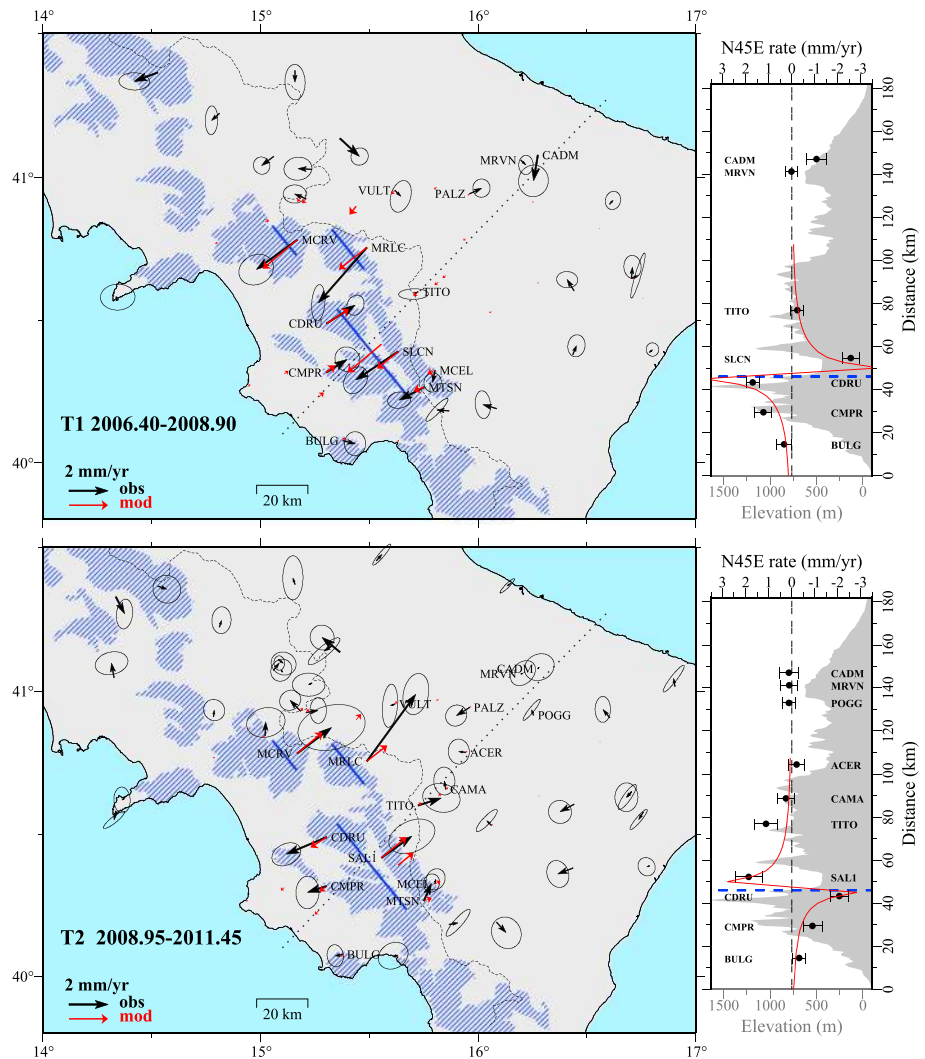 14° 15° 16° 17°
N45E rate (mm/yr)
3 2 1 0 -1 -2 -3
MRVN CADM
41°
VULT PALZ
MCRV MRLC
TITO
CDRU
SLCN
CMPR MCEL
MTSN
T1 2006.40-2008.90
BULG
40°
2 mm/yr
obs
mod
20 km
CADM
MRVN
TITO
SLCN
CDRU
CMPR
BULG
0 20 40 60 80 100 120 140 160 180
Distance (km)
1500 1000 500 0
Elevation (m)
N45E rate (mm/yr)
3 2 1 0 -1 -2 -3
CADM
MRVN
41°
VULT PALZ
POGG
MCRV MRLC ACER
CAMA
TITO
CDRU
SAL1
CMPR MCEL
MTSN
T2 2008.95-2011.45
BULG
40°
2 mm/yr
obs
mod
20 km
14° 15° 16° 17°
CADM
MRVN
POGG
ACER
CAMA
TITO
SAL1
CDRU
CMPR
BULG
0 20 40 60 80 100 120 140 160 180
Distance (km)
1500 1000 500 0
Elevation (m)